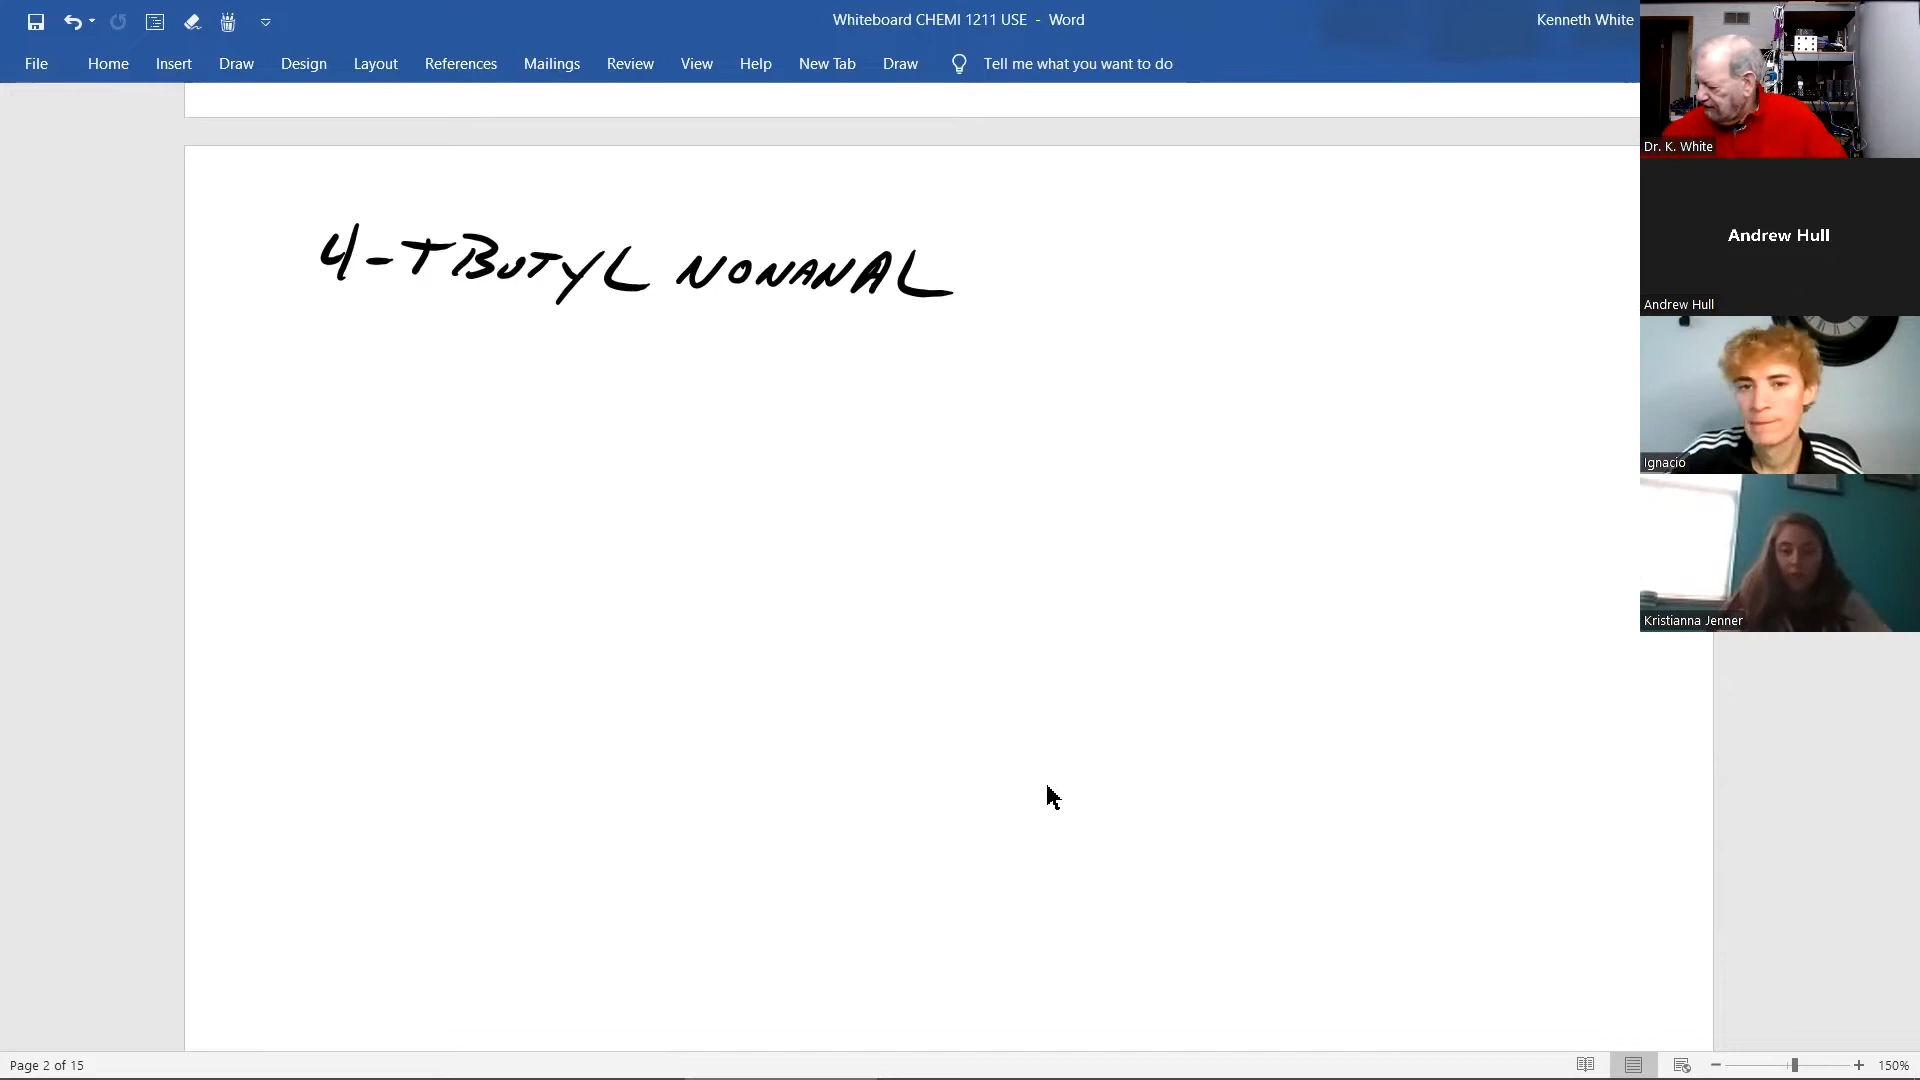 Whiteboard CHEMI 1211 USE - Word
Kenneth White
File Home Insert Draw Design Layout References Mailings Review View Help New Tab Draw Tell me what you want to do
4-TBUTYL NONANAL
Dr. K. White
Andrew Hull
Andrew Hull
Ignacio
Kristianna Jenner
Page 2 of 15
150%